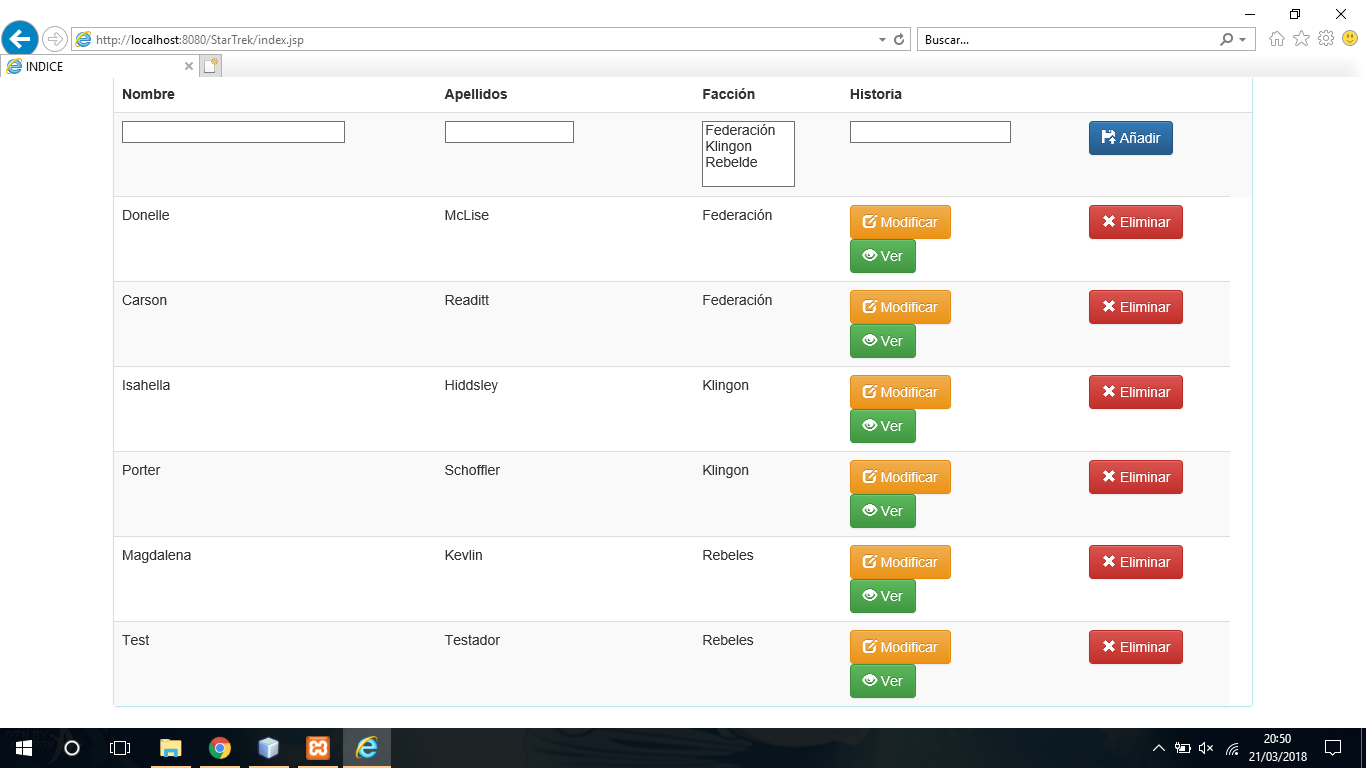 http://localhost:8080/StarTrek/index.jsp
Buscar...
INDICE
Nombre Apellidos Facción Historia
Federación
Klingon
Rebelde
Añadir
Donelle McLise Federación Modificar Eliminar
Ver
Carson Readitt Federación Modificar Eliminar
Ver
Isahella Hiddsley Klingon Modificar Eliminar
Ver
Porter Schoffler Klingon Modificar Eliminar
Ver
Magdalena Kevlin Rebeles Modificar Eliminar
Ver
Test Testador Rebeles Modificar Eliminar
Ver
20:50
21/03/2018